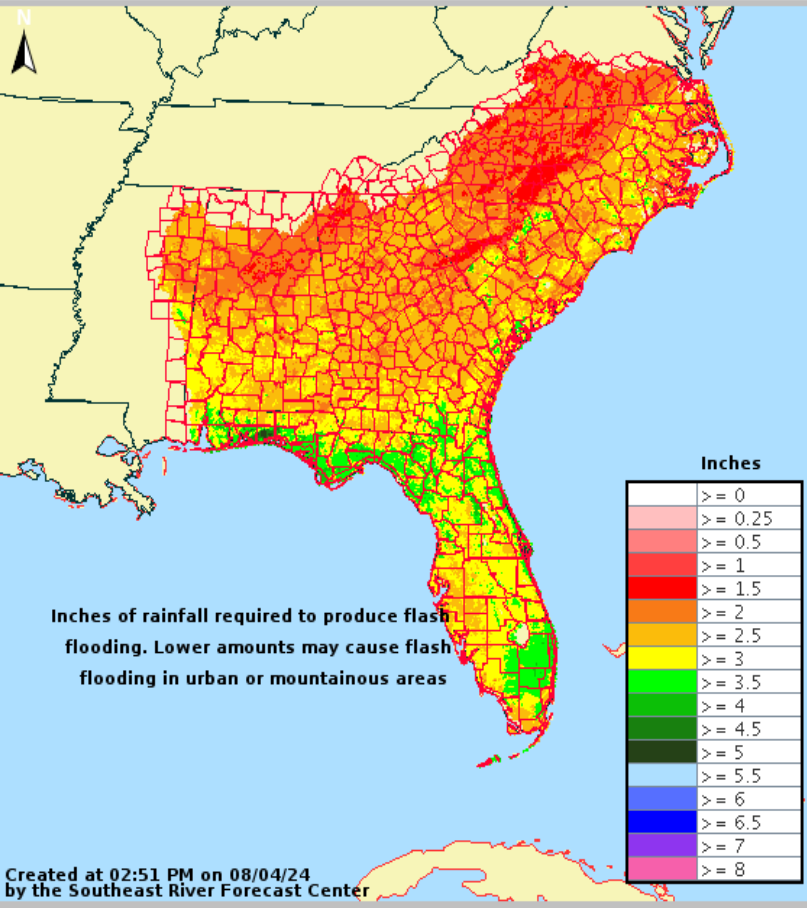 N
Inches
> = 0
> = 0.25
> = 0.5
> = 1
> = 1.5
> = 2
> = 2.5
> = 3
> = 3.5
> = 4
> = 4.5
> = 5
> = 5.5
> = 6
> = 6.5
> = 7
> = 8
Inches of rainfall required to produce flash
flooding. Lower amounts may cause flash
flooding in urban or mountainous areas
Created at 02:51 PM on 08/04/24
by the Southeast River Forecast Center